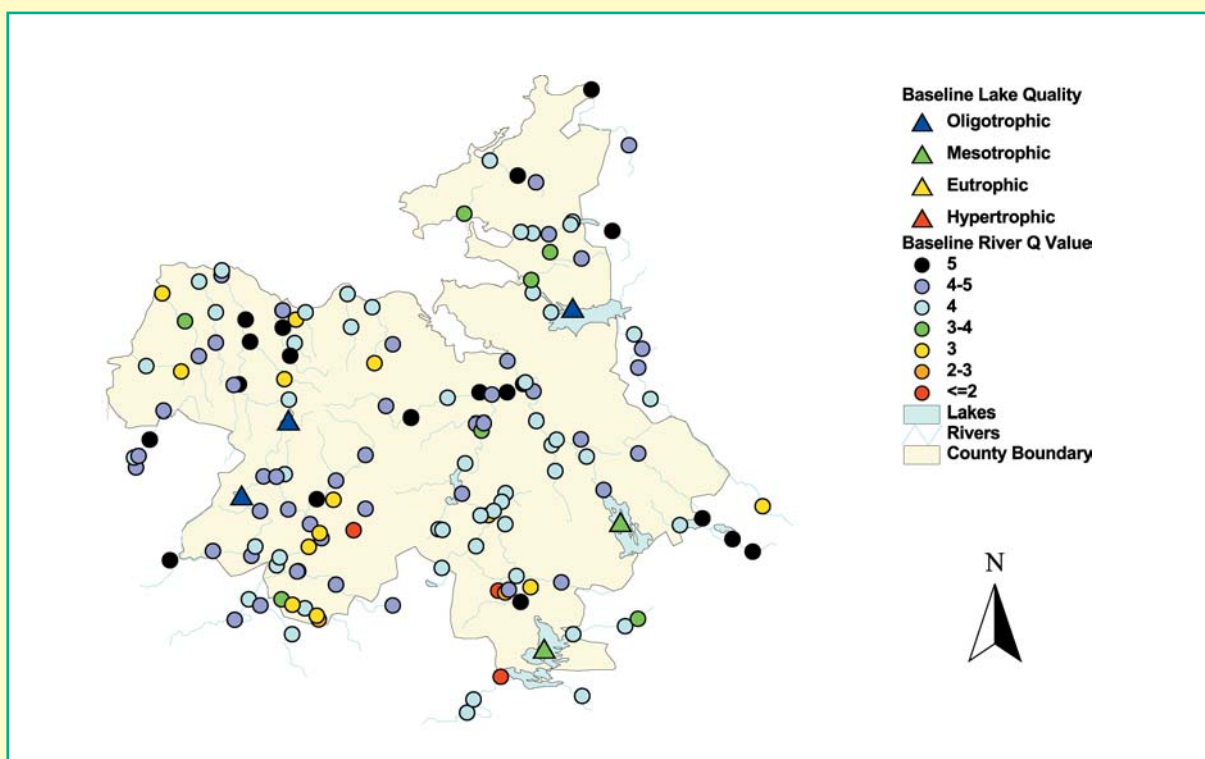 Baseline Lake Quality
Oligotrophic
Mesotrophic
Eutrophic
Hypertrophic
Baseline River Q Value
5
4-5
4
3-4
3
2-3
<=2
Lakes
Rivers
County Boundary
N